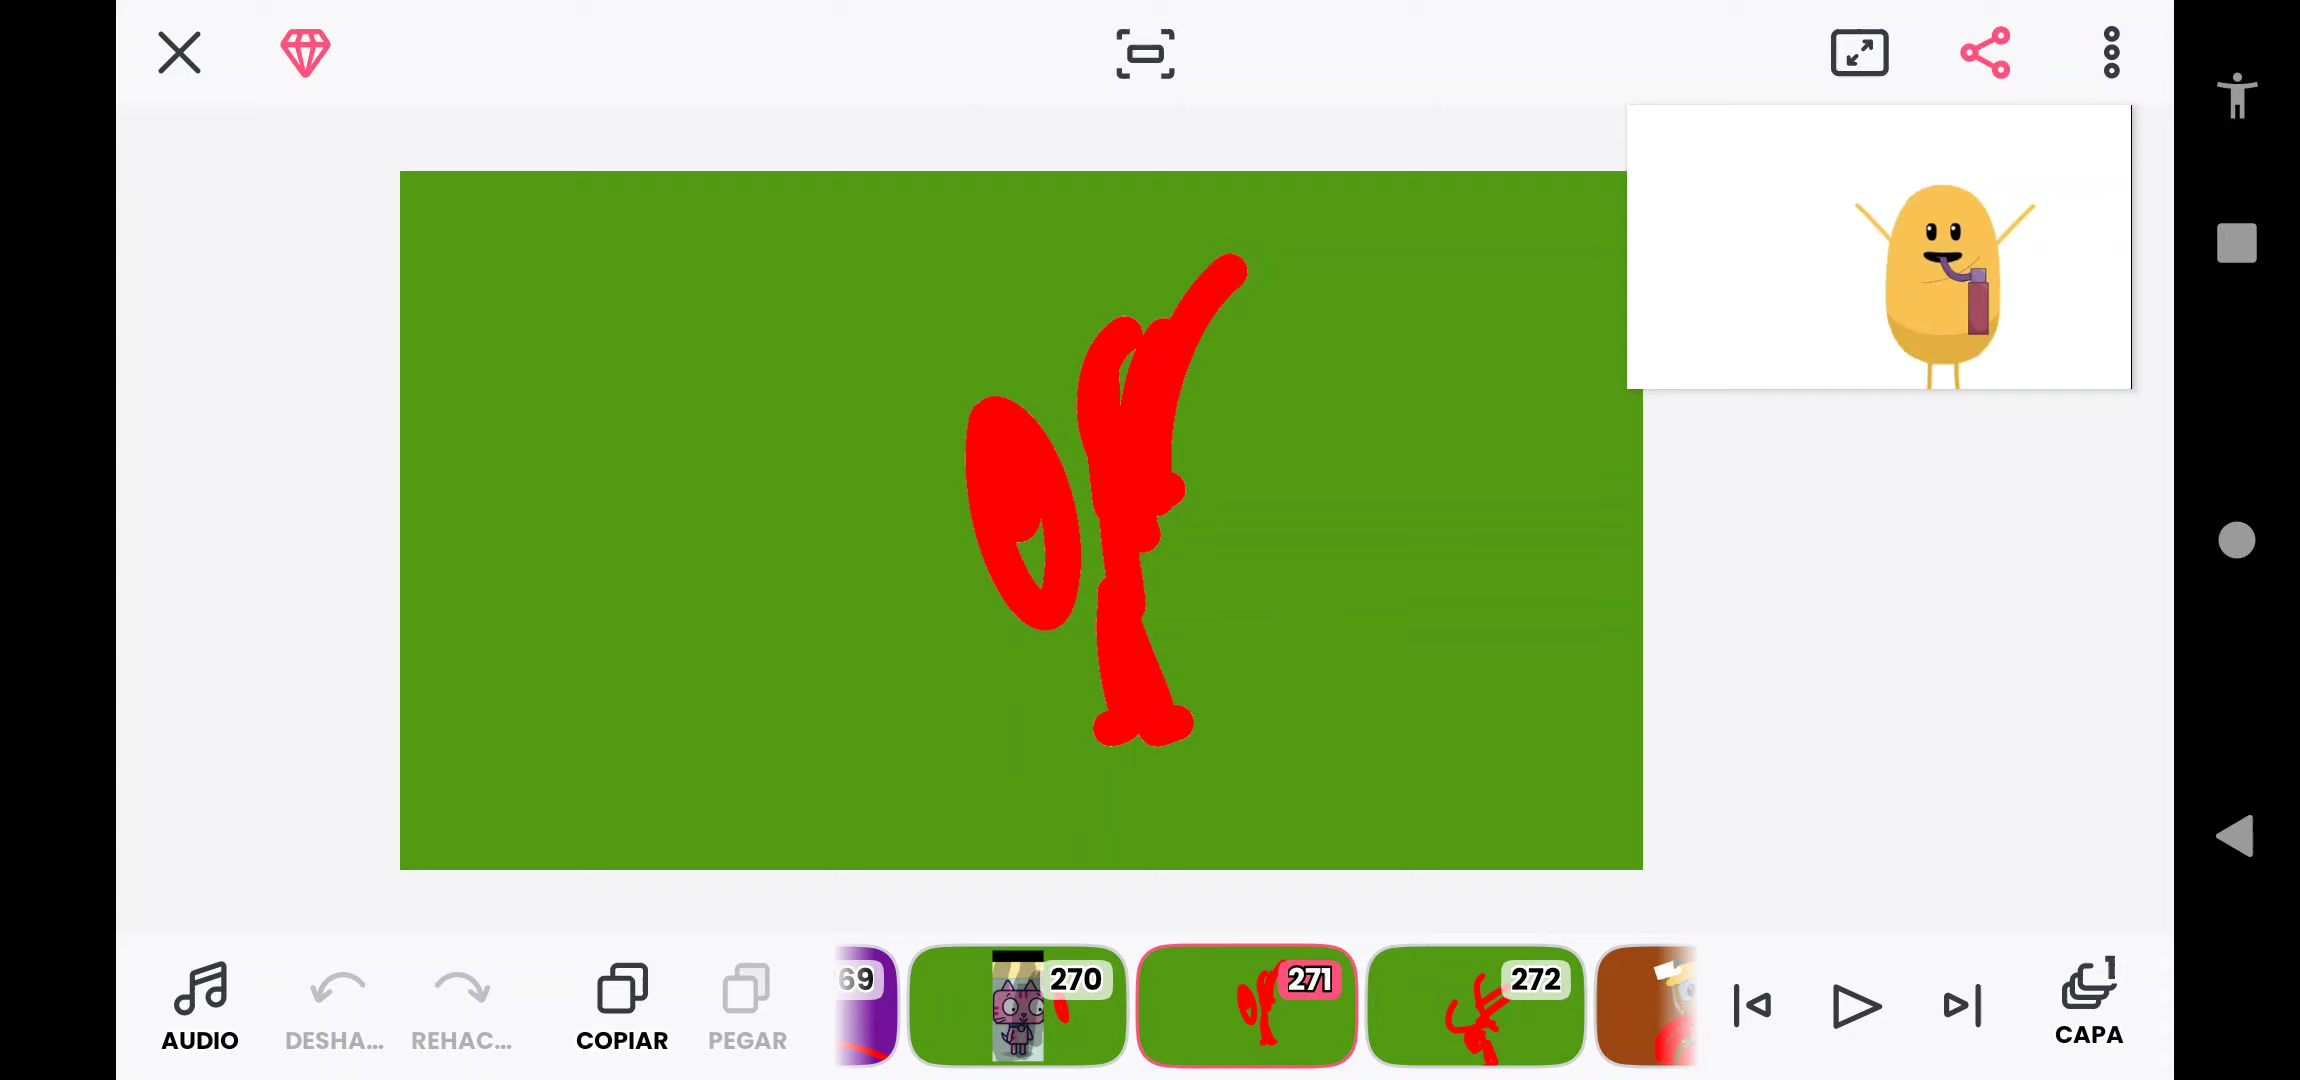 69
270
271
272
AUDIO
DESHA...
REHAC...
COPIAR
PEGAR
1
CAPA